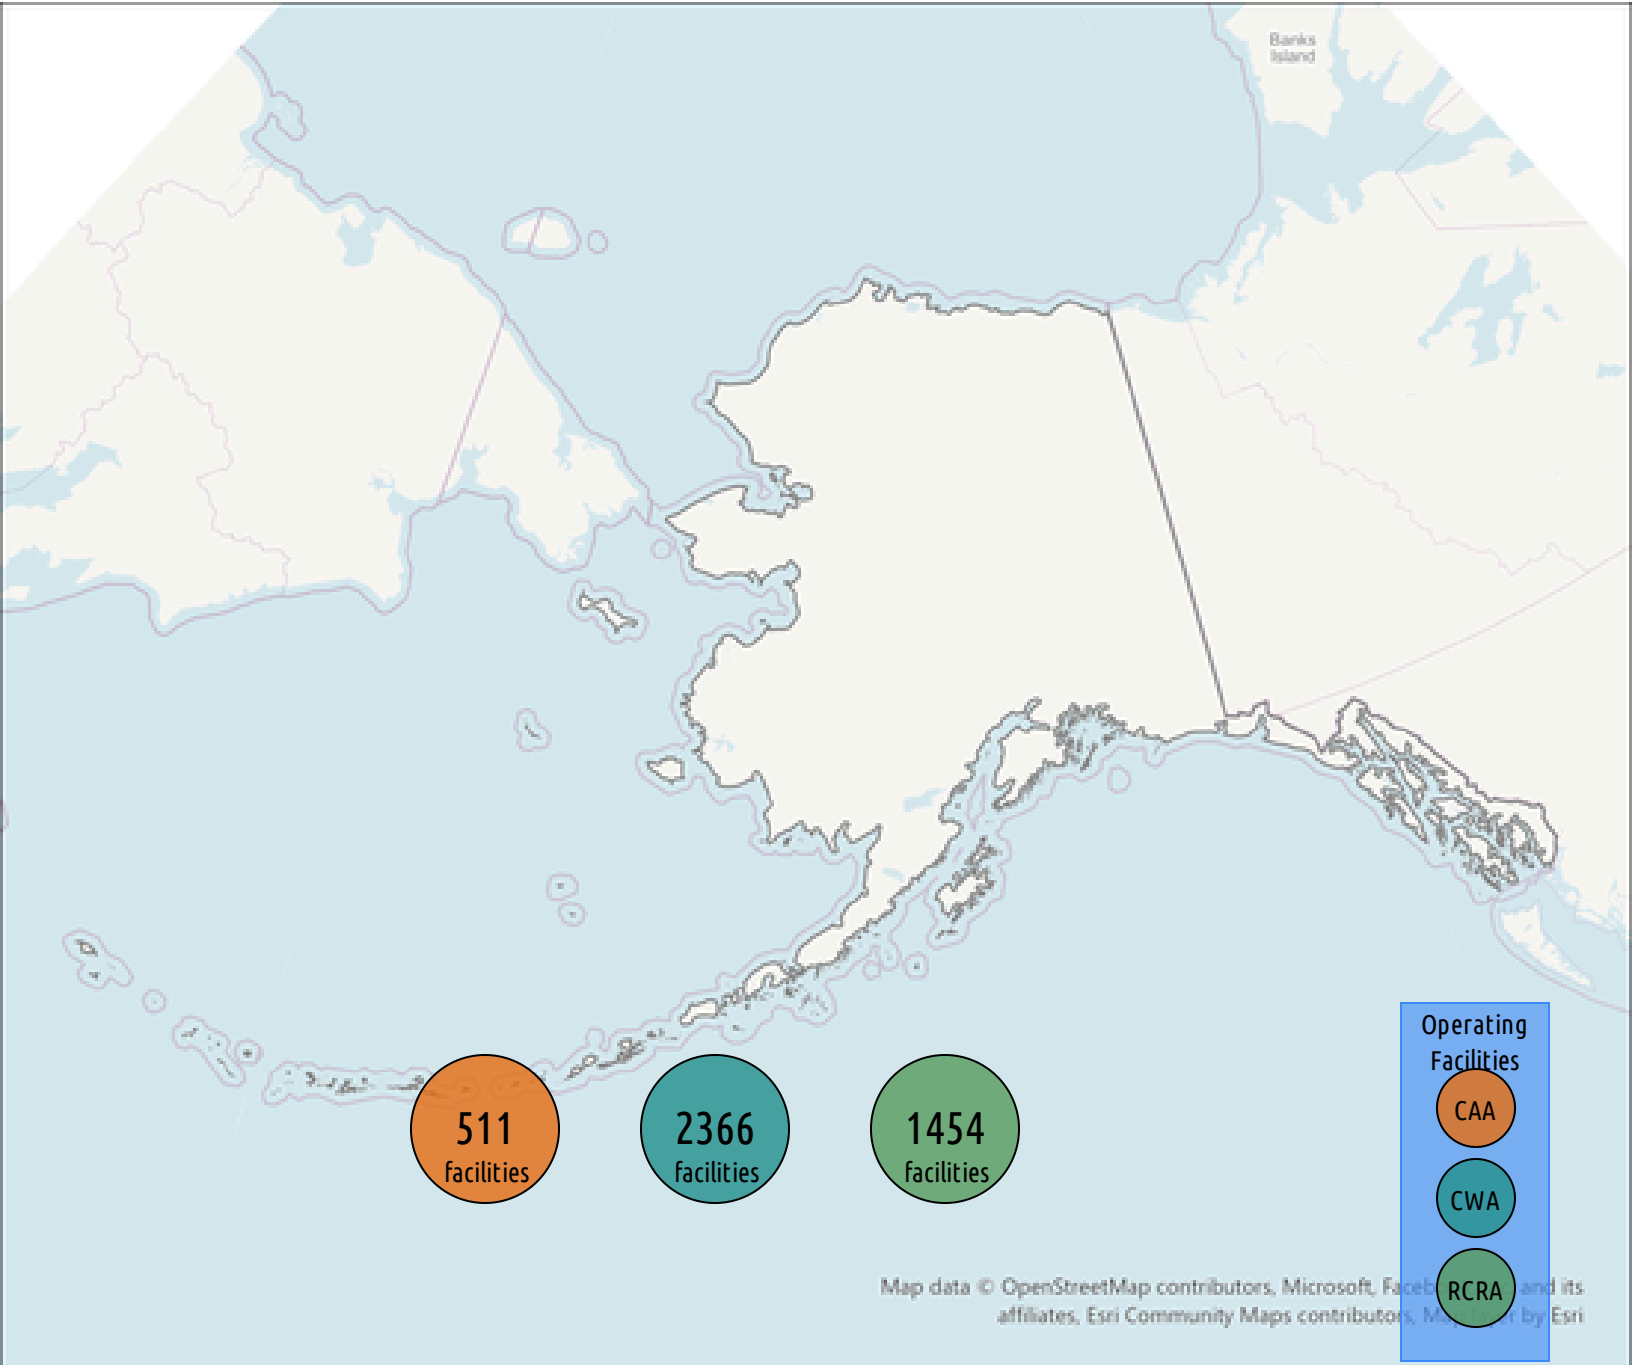 Banks
Island
511
facilities
2366
facilities
1454
facilities
Operating
Facilities
CAA
CWA
RCRA
Map data © OpenStreetMap contributors, Microsoft, and its
affiliates, Esri Community Maps contributors, by Esri